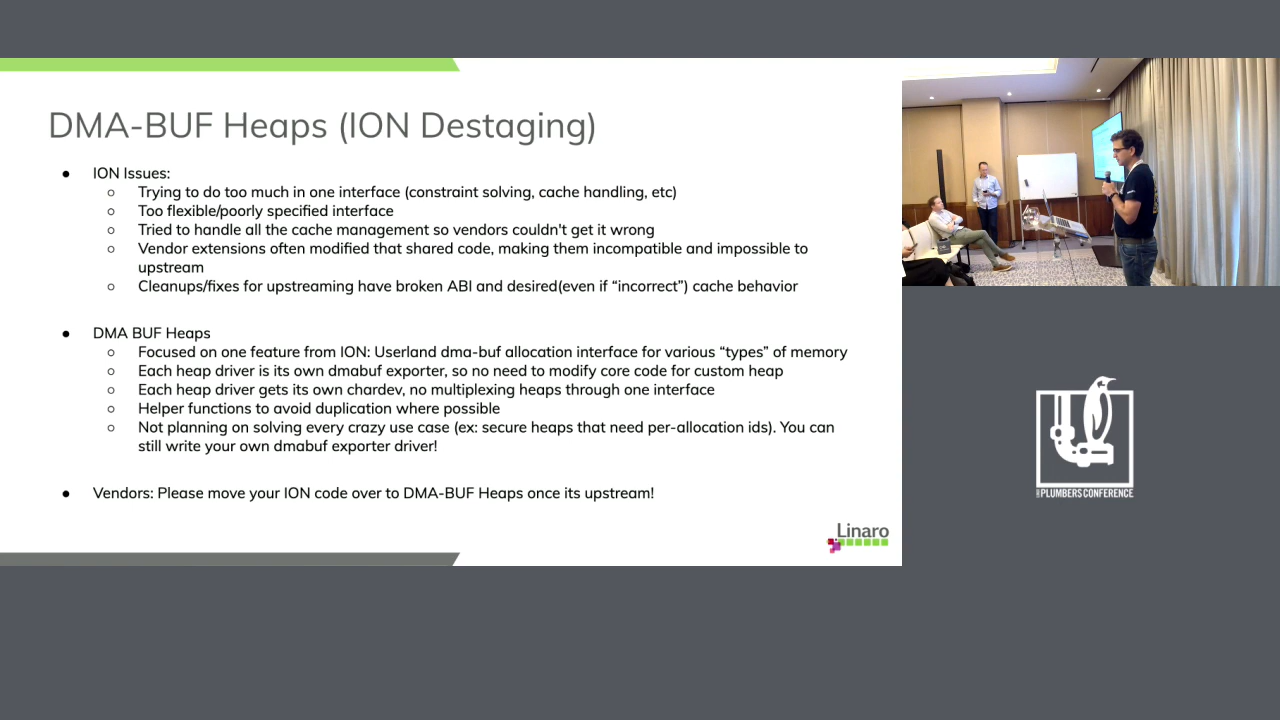 DMA-BUF Heaps (ION Destaging)
● ION Issues:
○ Trying to do too much in one interface (constraint solving, cache handling, etc)
○ Too flexible/poorly specified interface
○ Tried to handle all the cache management so vendors couldn't get it wrong
○ Vendor extensions often modified that shared code, making them incompatible and impossible to
upstream
○ Cleanups/fixes for upstreaming have broken ABI and desired(even if “incorrect”) cache behavior
● DMA BUF Heaps
○ Focused on one feature from ION: Userland dma-buf allocation interface for various “types” of memory
○ Each heap driver is its own dmabuf exporter, so no need to modify core code for custom heap
○ Each heap driver gets its own chardev, no multiplexing heaps through one interface
○ Helper functions to avoid duplication where possible
○ Not planning on solving every crazy use case (ex: secure heaps that need per-allocation ids). You can
still write your own dmabuf exporter driver!
● Vendors: Please move your ION code over to DMA-BUF Heaps once its upstream!
Linaro
PLUMBERS CONFERENCE